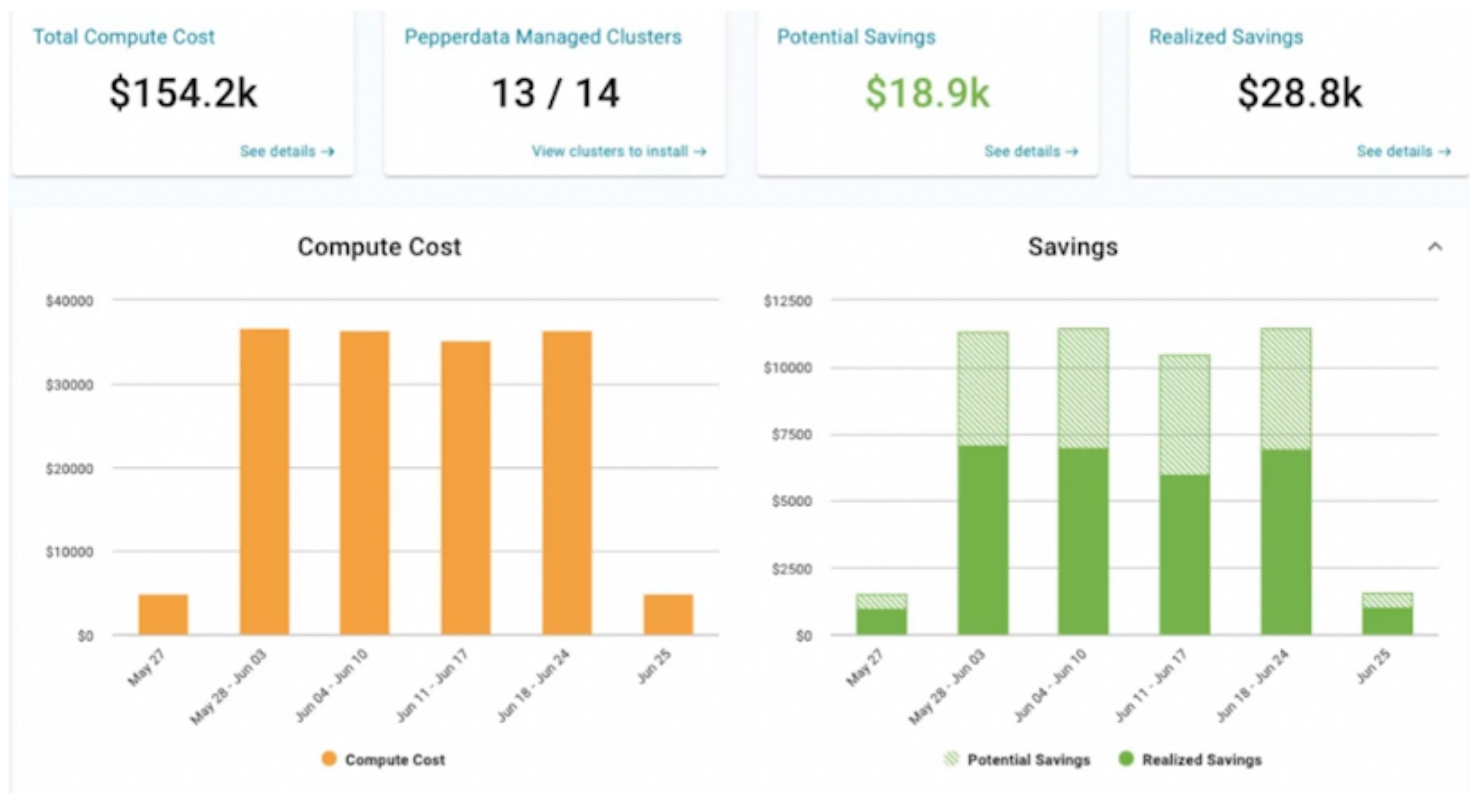 Total Compute Cost
$154.2k
See details →
Pepperdata Managed Clusters
13 / 14
View clusters to install →
Potential Savings
$18.9k
See details →
Realized Savings
$28.8k
See details →
Compute Cost
$40000
$30000
$20000
$10000
$0
May 27
May 28 - Jun 03
Jun 04 - Jun 10
Jun 11 - Jun 17
Jun 18 - Jun 24
Jun 25
Compute Cost
Savings
$12500
$10000
$7500
$5000
$2500
$0
May 27
May 28 - Jun 03
Jun 04 - Jun 10
Jun 11 - Jun 17
Jun 18 - Jun 24
Jun 25
Potential Savings
Realized Savings